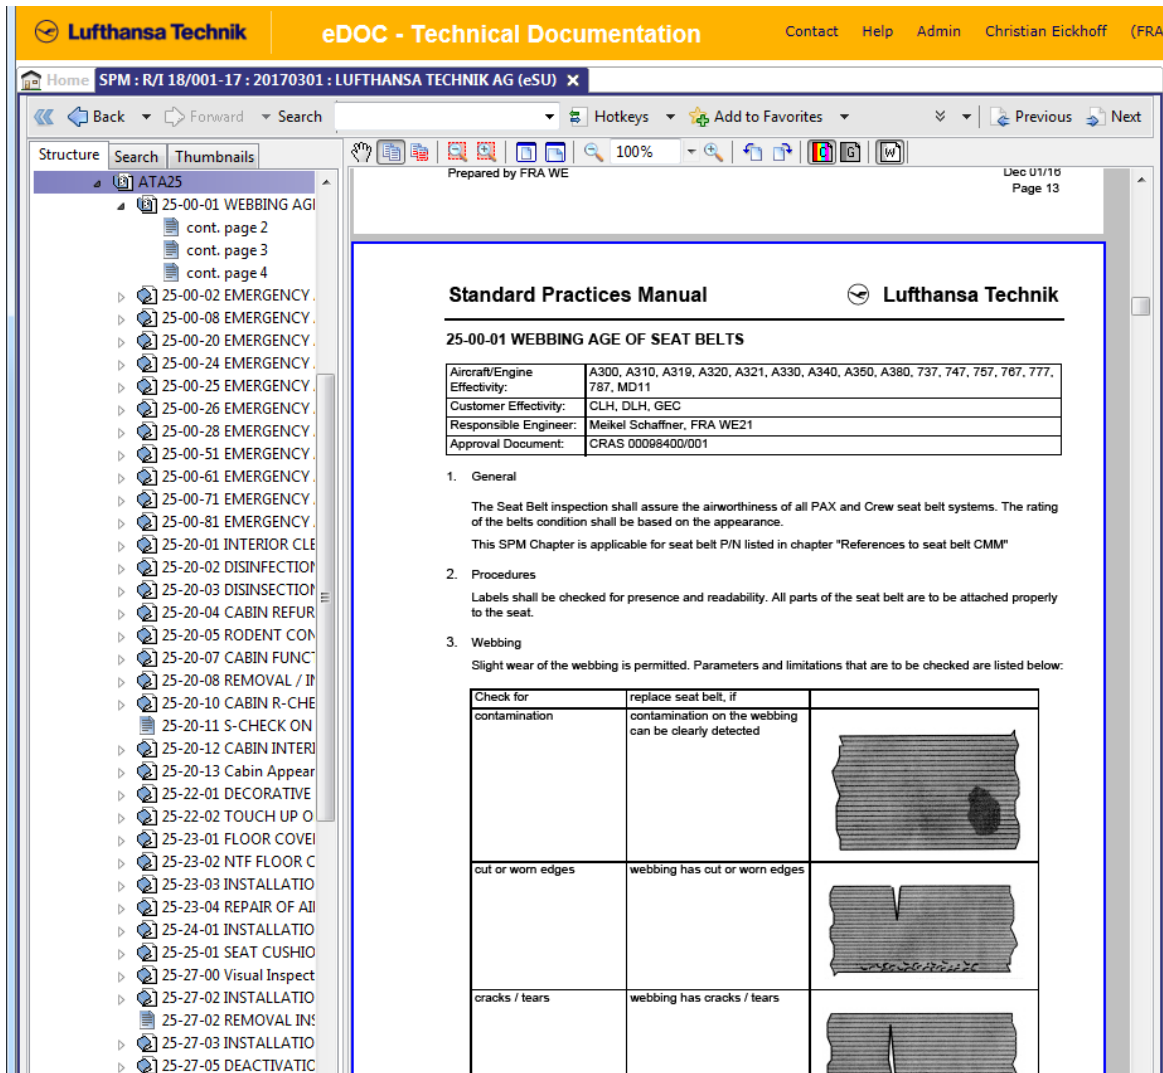 Lufthansa Technik
eDOC - Technical Documentation
Contact Help Admin Christian Eickhoff (FRA
Home SPM : R/I 18/001-17 : 20170301 : LUFTHANSA TECHNIK AG (eSU) X
Back Forward Search Hotkeys Add to Favorites Previous Next
Structure Search Thumbnails 100% G W
ATA25
25-00-01 WEBBING AGI
cont. page 2
cont. page 3
cont. page 4
25-00-02 EMERGENCY
25-00-08 EMERGENCY
25-00-20 EMERGENCY
25-00-24 EMERGENCY
25-00-25 EMERGENCY
25-00-26 EMERGENCY
25-00-28 EMERGENCY
25-00-51 EMERGENCY
25-00-61 EMERGENCY
25-00-71 EMERGENCY
25-00-81 EMERGENCY
25-20-01 INTERIOR CLE
25-20-02 DISINFECTION
25-20-03 DISINSECTION
25-20-04 CABIN REFUR
25-20-05 RODENT CON
25-20-07 CABIN FUNCT
25-20-08 REMOVAL / IN
25-20-10 CABIN R-CHE
25-20-11 S-CHECK ON
25-20-12 CABIN INTERI
25-20-13 Cabin Appear
25-22-01 DECORATIVE
25-22-02 TOUCH UP O
25-23-01 FLOOR COVEI
25-23-02 NTF FLOOR C
25-23-03 INSTALLATIO
25-23-04 REPAIR OF AI
25-24-01 INSTALLATIO
25-25-01 SEAT CUSHIO
25-27-00 Visual Inspect
25-27-02 INSTALLATIO
25-27-02 REMOVAL INS
25-27-03 INSTALLATIO
25-27-05 DEACTIVATIC
Prepared by FRA WE
Dec 01/16
Page 13
Standard Practices Manual
Lufthansa Technik
25-00-01 WEBBING AGE OF SEAT BELTS
Aircraft/Engine Effectivity: A300, A310, A319, A320, A321, A330, A340, A350, A380, 737, 747, 757, 767, 777,
787, MD11
Customer Effectivity: CLH, DLH, GEC
Responsible Engineer: Meikel Schaffner, FRA WE21
Approval Document: CRAS 00098400/001
1. General
The Seat Belt inspection shall assure the airworthiness of all PAX and Crew seat belt systems. The rating
of the belts condition shall be based on the appearance.
This SPM Chapter is applicable for seat belt P/N listed in chapter "References to seat belt CMM"
2. Procedures
Labels shall be checked for presence and readability. All parts of the seat belt are to be attached properly
to the seat.
3. Webbing
Slight wear of the webbing is permitted. Parameters and limitations that are to be checked are listed below:
Check for replace seat belt, if
contamination contamination on the webbing
can be clearly detected
cut or worn edges webbing has cut or worn edges
cracks / tears webbing has cracks / tears